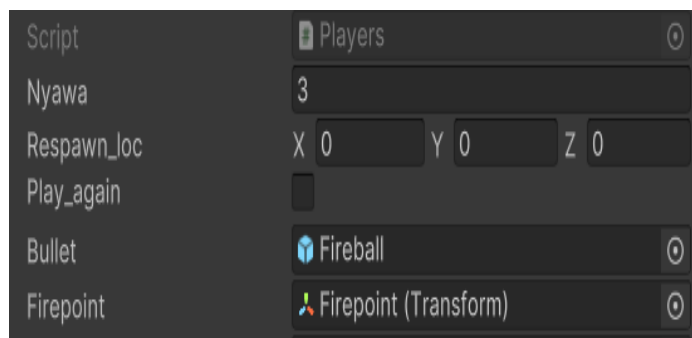 Script Players
Nyawa 3
Respawn_loc X 0 Y 0 Z 0
Play_again
Bullet Fireball
Firepoint Firepoint (Transform)